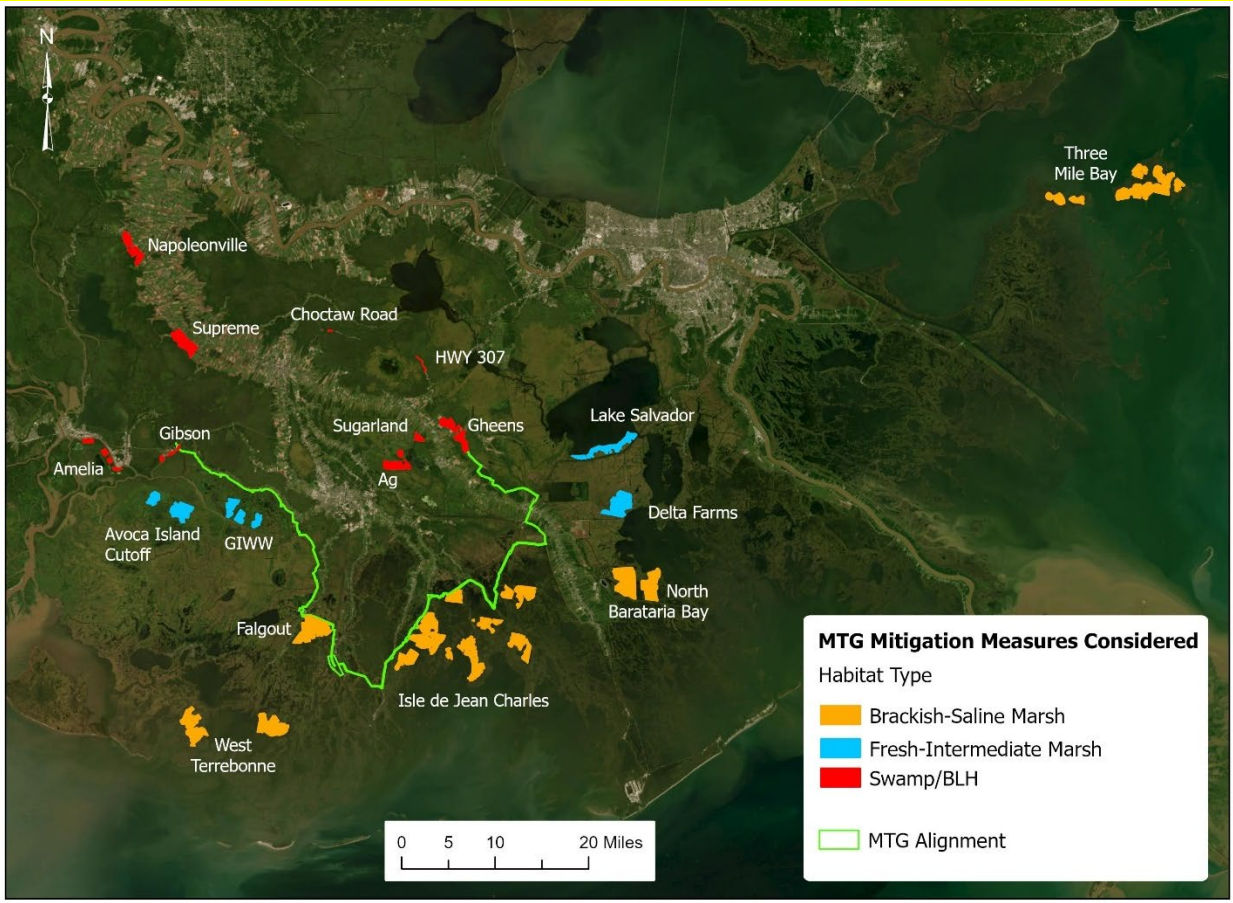 N
Three
Mile Bay
Napoleonville
Choctaw Road
Supreme
HWY 307
Lake Salvador
Sugarland
Gheens
Gibson
Amelia
Ag
Delta Farms
Avoca Island
Cutoff
GIWW
North
Barataria Bay
Falgout
Isle de Jean Charles
West
Terrebonne
MTG Mitigation Measures Considered
Habitat Type
Brackish-Saline Marsh
Fresh-Intermediate Marsh
Swamp/BLH
MTG Alignment
0 5 10 20 Miles